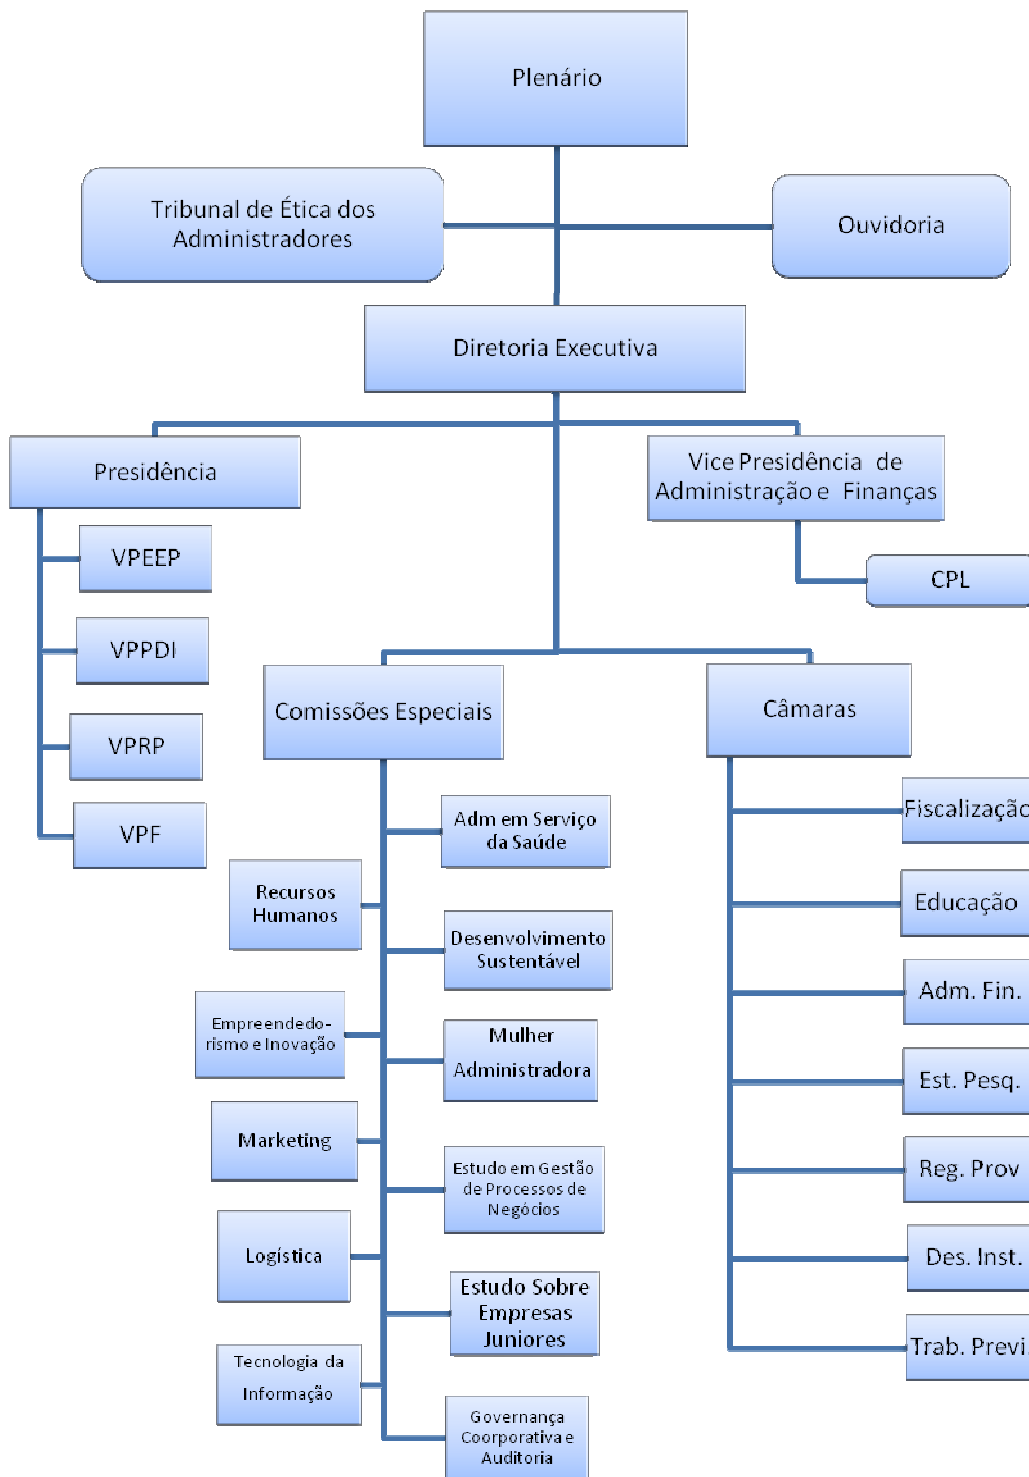 Plenário
Tribunal de Ética dos
Administradores
Ouvidoria
Diretoria Executiva
Presidência
Vice Presidência de
Administração e Finanças
VPEEP
CPL
VPPDI
VPRP
VPF
Comissões Especiais
Câmaras
Adm em Serviço
da Saúde
Recursos
Humanos
Desenvolvimento
Sustentável
Empreendedo-
rismo e Inovação
Mulher
Administradora
Marketing
Estudo em Gestão
de Processos de
Negócios
Logística
Estudo Sobre
Empresas
Juniores
Tecnologia da
Informação
Governança
Coorporativa e
Auditoria
Fiscalização
Educação
Adm. Fin.
Est. Pesq.
Reg. Prov
Des. Inst.
Trab. Previ.